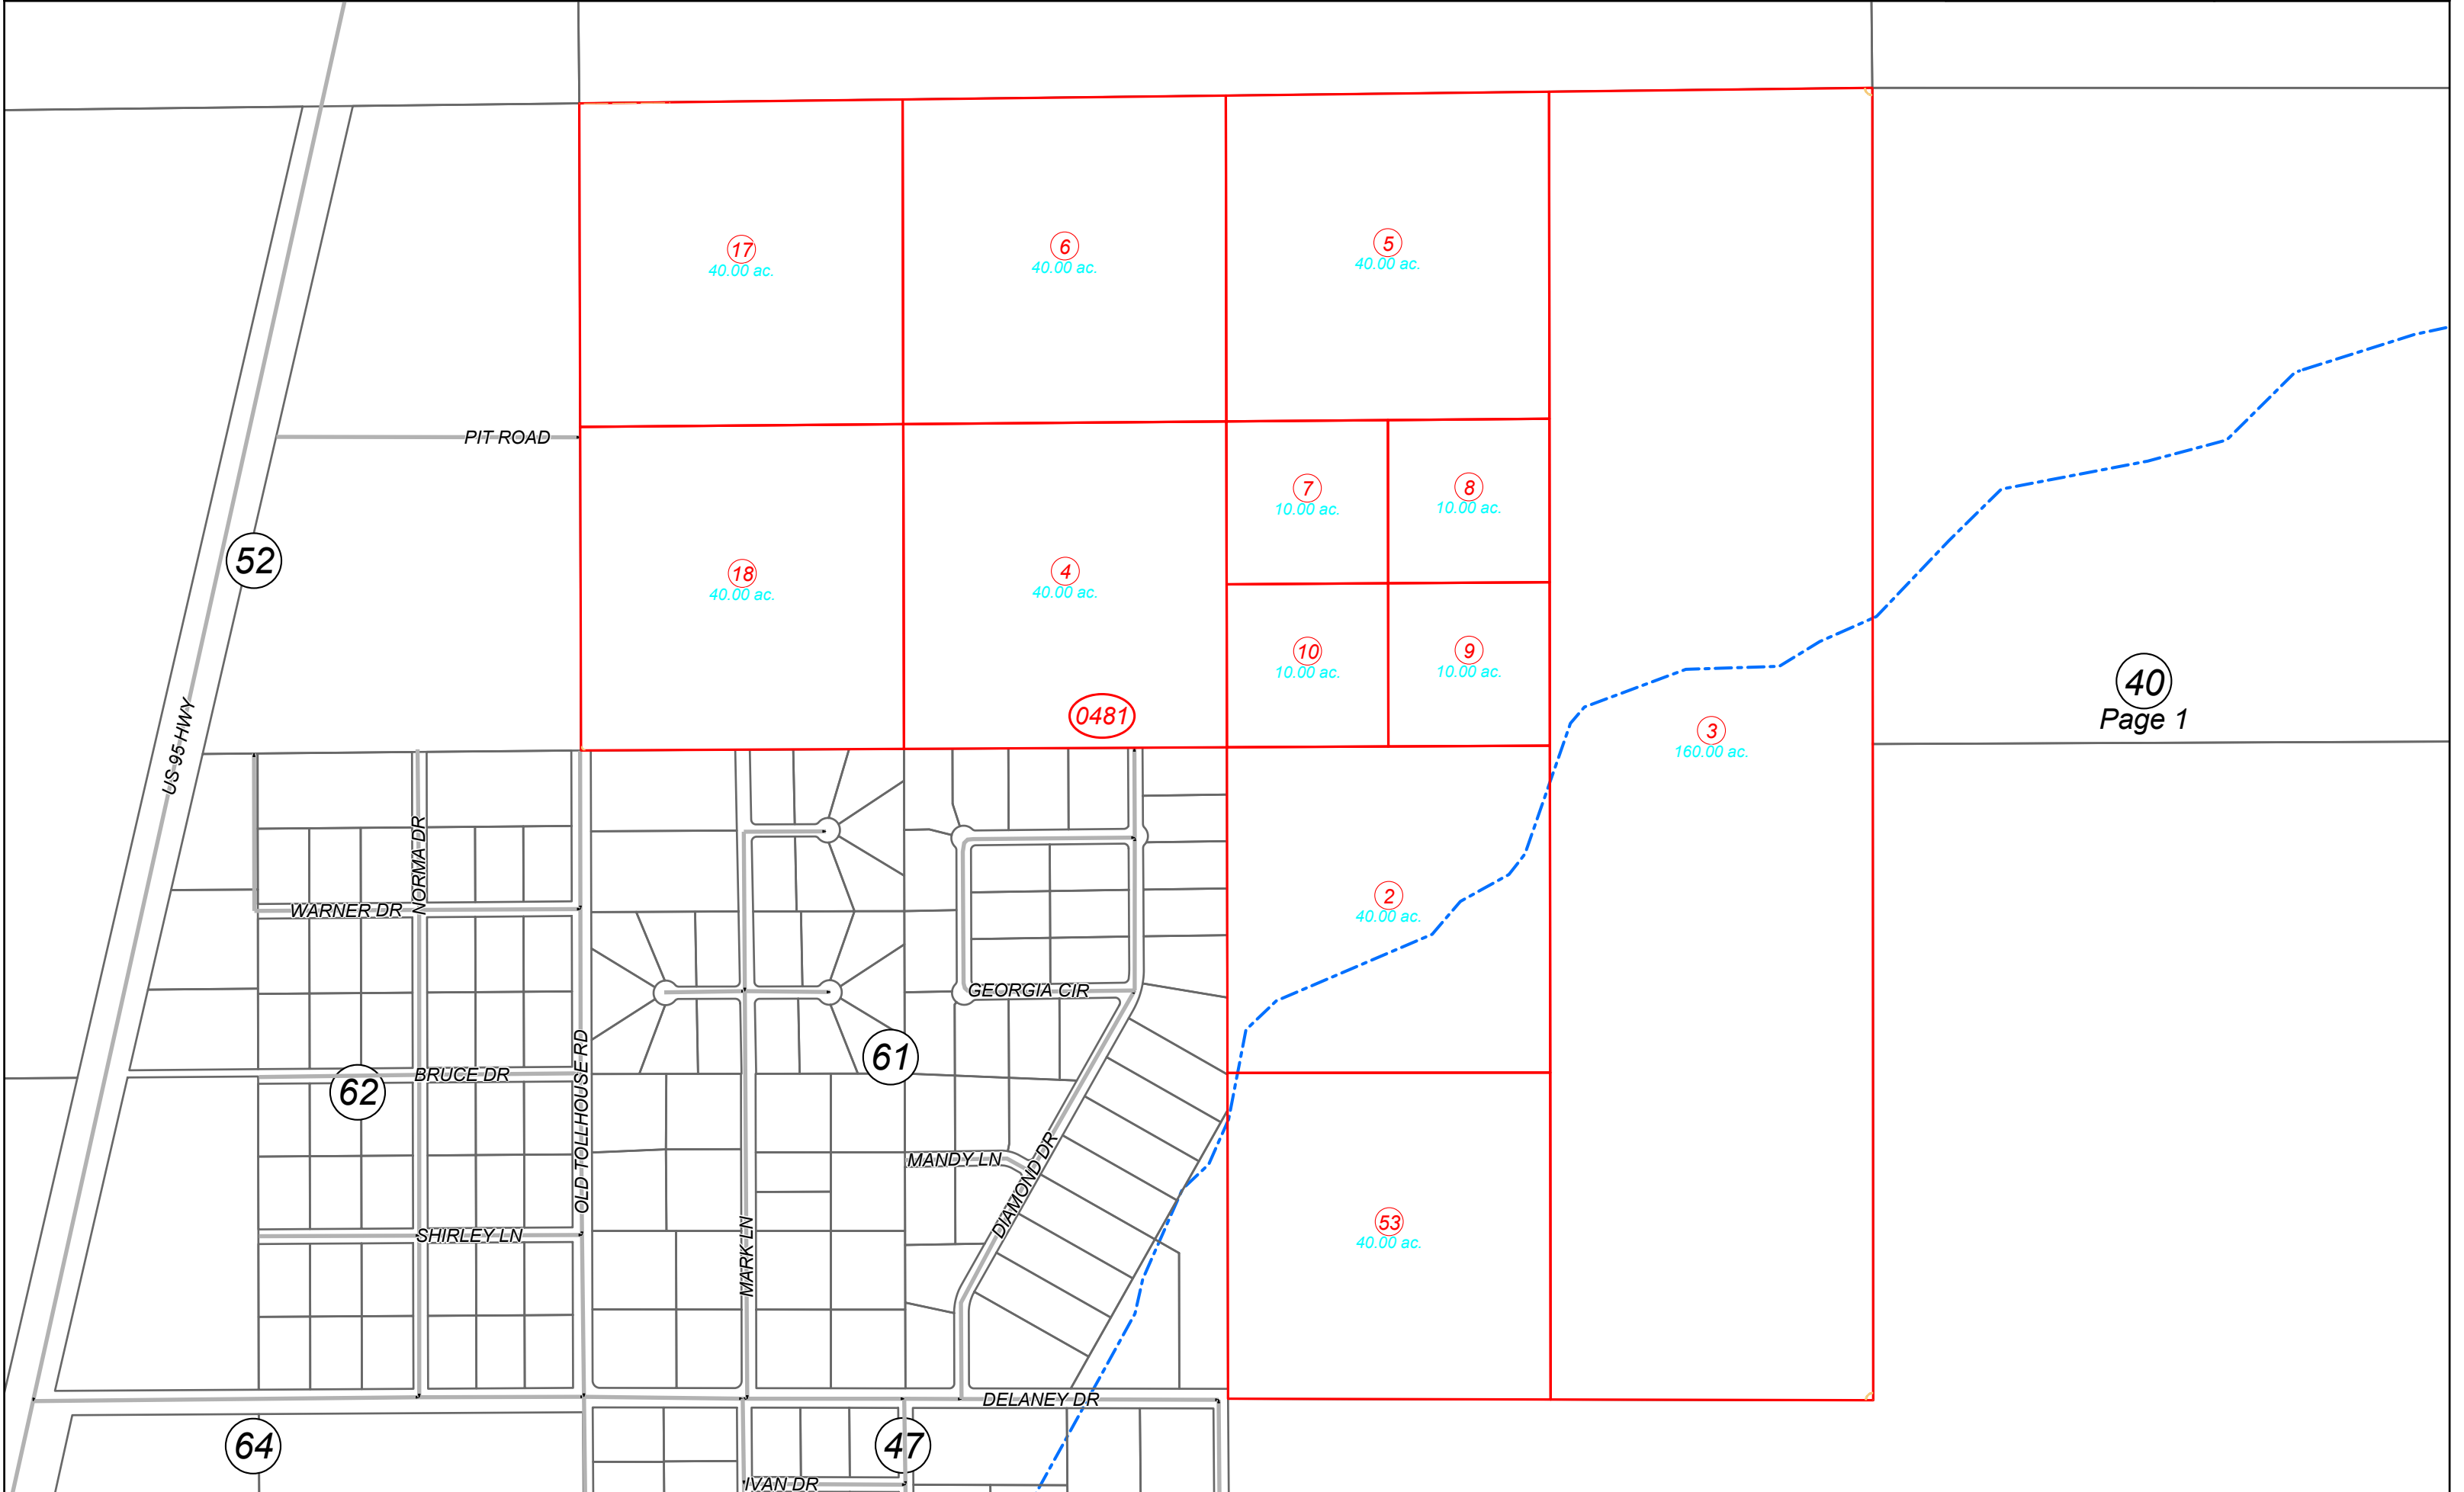 5
40.00 ac.
6
40.00 ac.
17
40.00 ac.
PIT ROAD
7
10.00 ac.
8
10.00 ac.
52
18
40.00 ac.
4
40.00 ac.
10
10.00 ac.
9
10.00 ac.
40
Page 1
0481
3
160.00 ac.
US 95 HWY
NORMA DR
2
40.00 ac.
WARNER DR
GEORGIA CIR
61
BRUCE DR
62
OLD TOLLHOUSE RD
MANDY LN
DIAMOND DR
53
40.00 ac.
SHIRLEY LN
MARK LN
DELANEY DR
64
47
IVAN DR